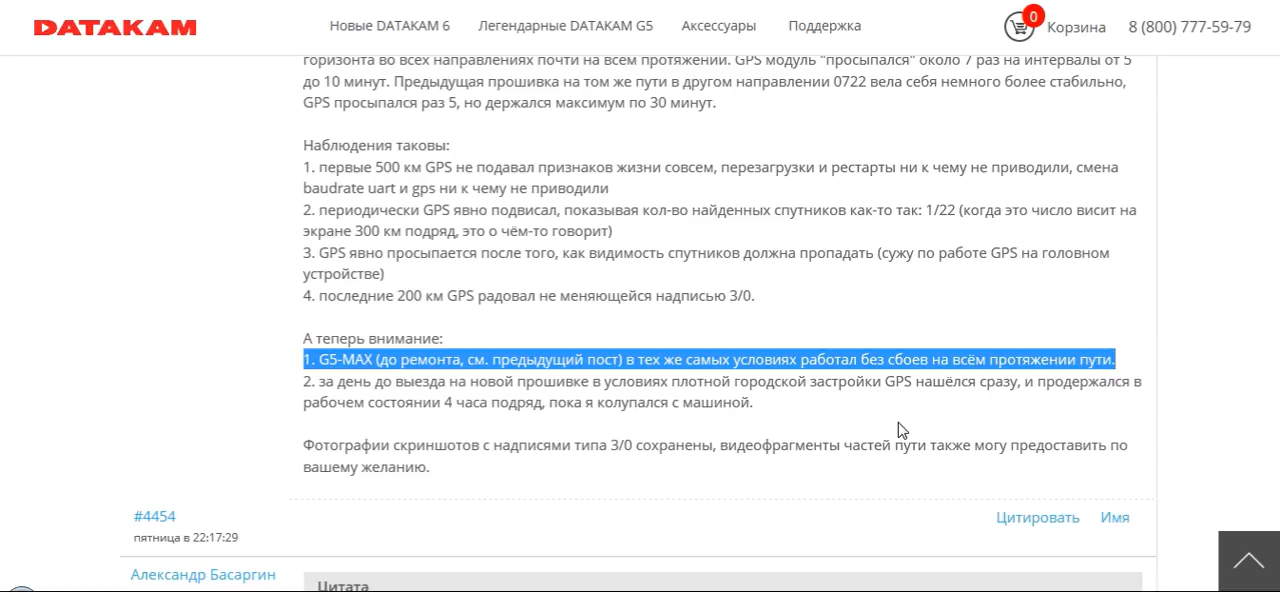 DATAKAM
Новые DATAKAM 6 Легендарные DATAKAM G5 Аксессуары Поддержка 0 Корзина 8 (800) 777-59-79
горизонта во всех направлениях почти на всем протяжении. GPS модуль "просыпался" около 7 раз на интервалы от 5
до 10 минут. Предыдущая прошивка на том же пути в другом направлении 0722 вела себя немного более стабильно,
GPS просыпался раз 5, но держался максимум по 30 минут.
Наблюдения таковы:
1. первые 500 км GPS не подавал признаков жизни совсем, перезагрузки и рестарты ни к чему не приводили, смена
baudrate uart и gps ни к чему не приводили
2. периодически GPS явно подвисал, показывая кол-во найденных спутников как-то так: 1/22 (когда это число висит на
экране 300 км подряд, это о чём-то говорит)
3. GPS явно просыпается после того, как видимость спутников должна пропадать (сужу по работе GPS на головном
устройстве)
4. последние 200 км GPS радовал не меняющейся надписью 3/0.
А теперь внимание:
1. G5-MAX (до ремонта, см. предыдущий пост) в тех же самых условиях работал без сбоев на всём протяжении пути.
2. за день до выезда на новой прошивке в условиях плотной городской застройки GPS нашёлся сразу, и продержался в
рабочем состоянии 4 часа подряд, пока я колупался с машиной.
Фотографии скриншотов с надписями типа 3/0 сохранены, видеофрагменты частей пути также могу предоставить по
вашему желанию.
#4454 Цитировать Имя
пятница в 22:17:29
Александр Басаргин
Цитата